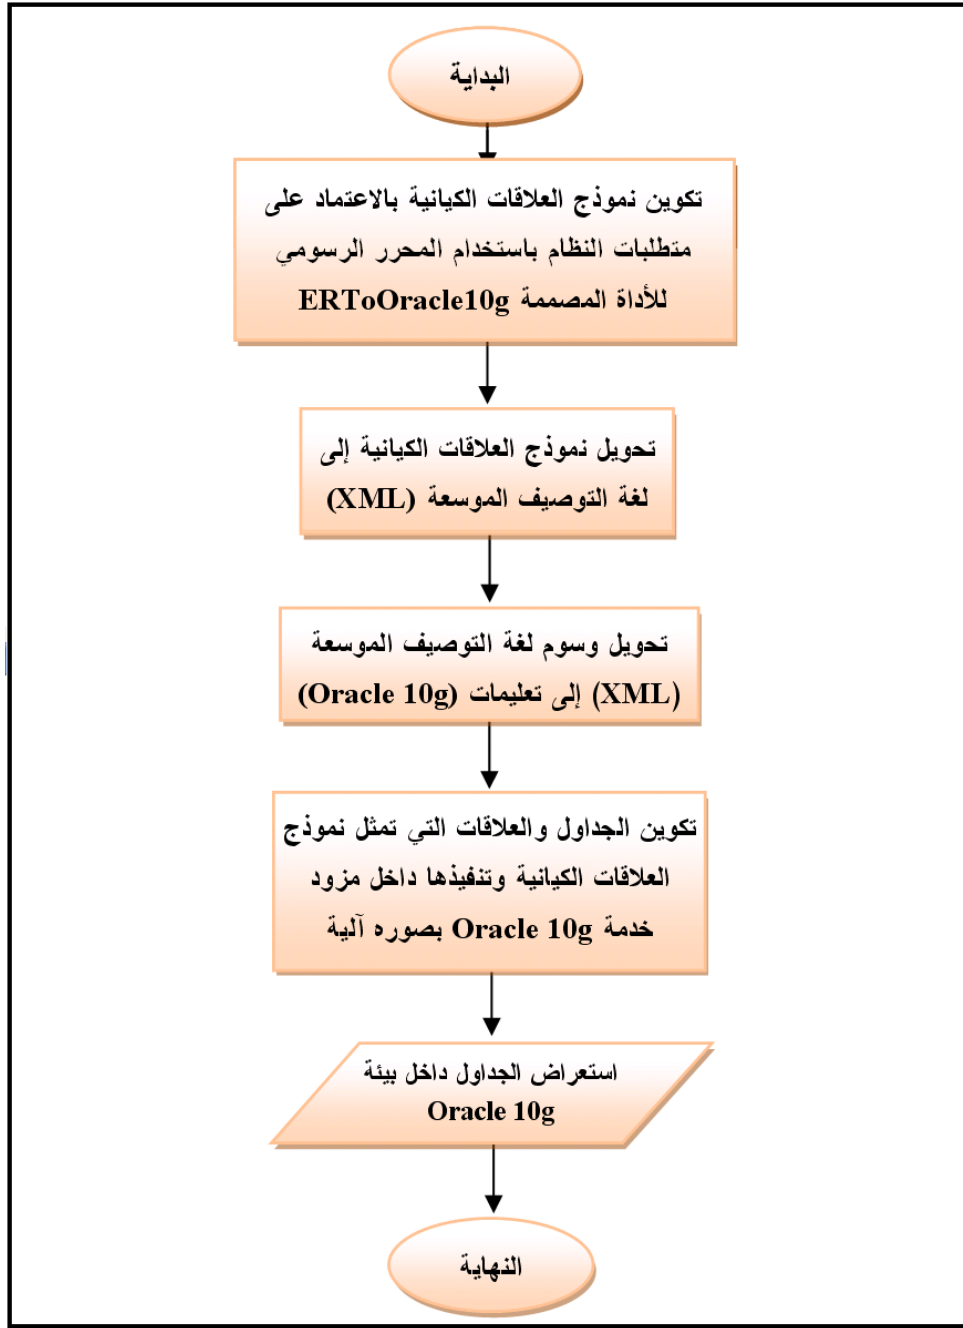 البداية
تكوين نموذج العلاقات الكيانية بالاعتماد على
متطلبات النظام باستخدام المحرر الرسومي
للأداة المصممة ERToOracle10g
تحويل نموذج العلاقات الكيانية إلى
لغة التوصيف الموسعة (XML)
تحويل وسوم لغة التوصيف الموسعة
(XML) إلى تعليمات (Oracle 10g)
تكوين الجداول والعلاقات التي تمثل نموذج
العلاقات الكيانية وتنفيذها داخل مزود
خدمة Oracle 10g بصوره آلية
استعراض الجداول داخل بيئة
Oracle 10g
النهاية